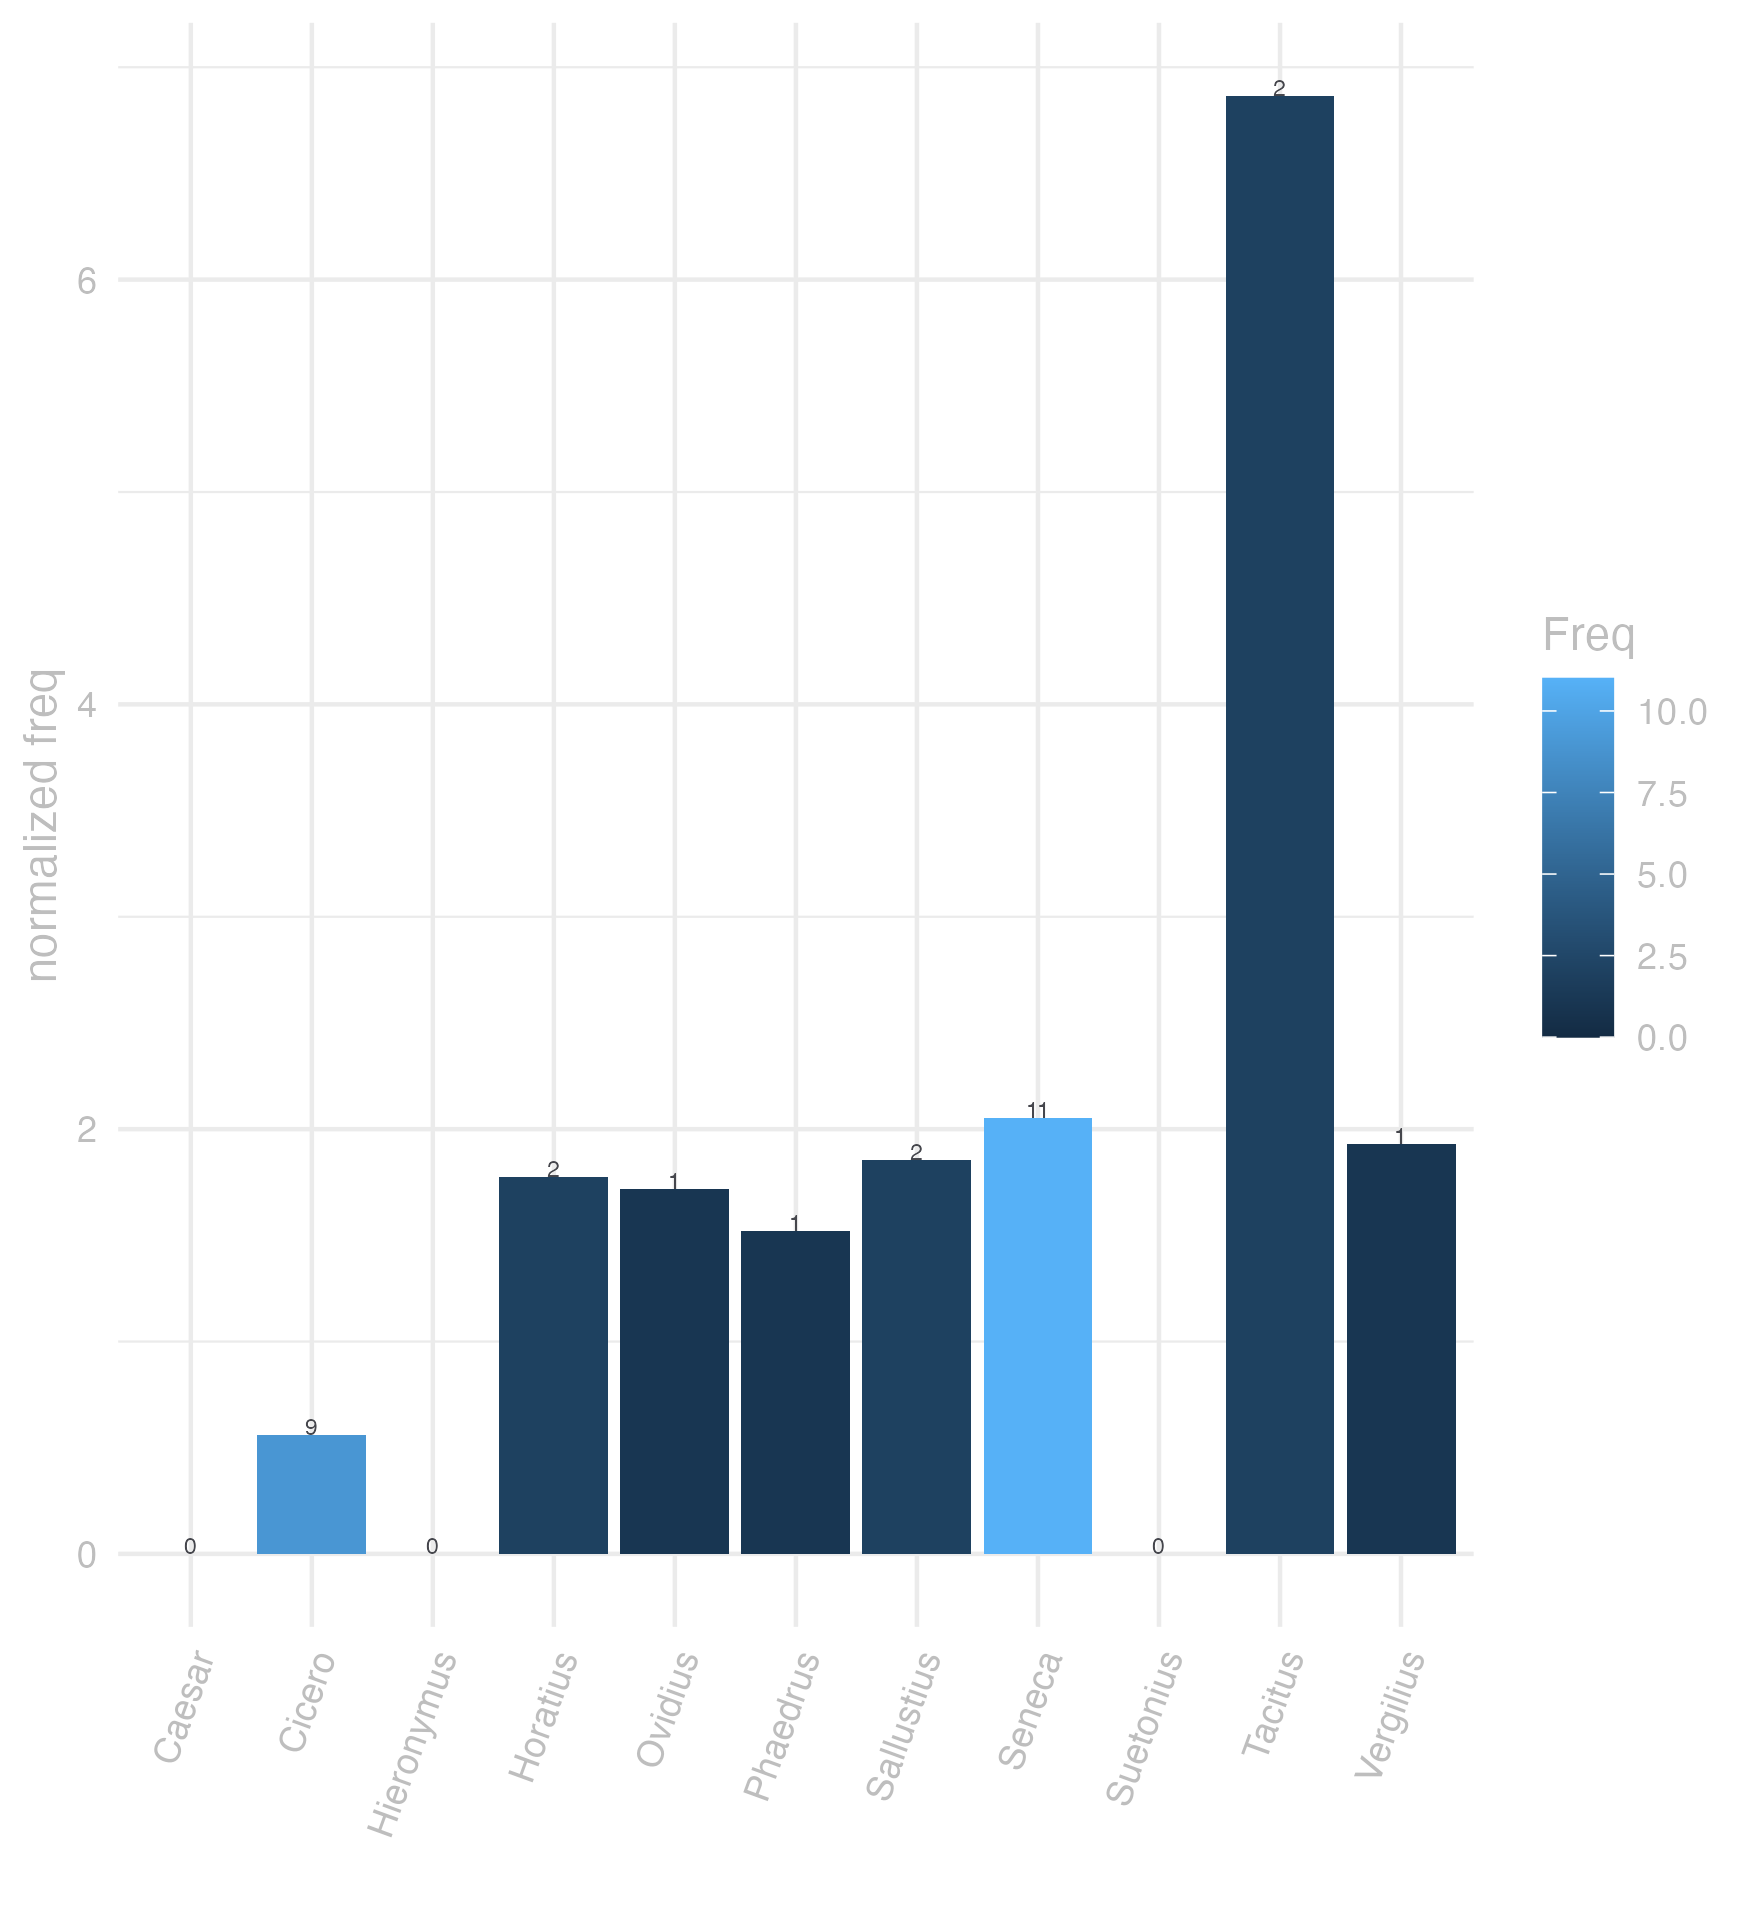 2
6
4
2
0
normalized freq
11
2
2
1
1
1
2
9
0
0
0
Caesar
Cicero
Hieronymus
Horatius
Ovidius
Phaedrus
Sallustius
Seneca
Suetonius
Tacitus
Vergilius
Freq
10.0
7.5
5.0
2.5
0.0